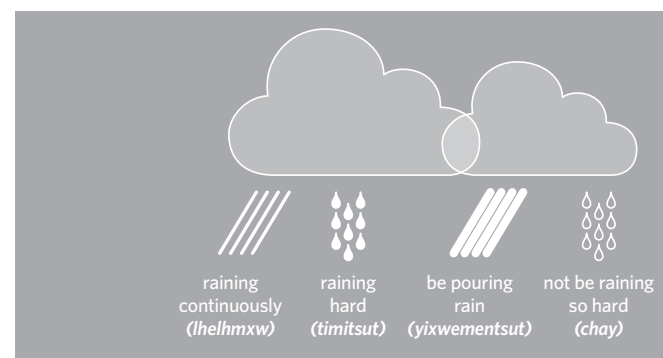 raining
continuously
(lhelhmxw)
raining
hard
(timitsut)
be pouring
rain
(yixwementsut)
not be raining
so hard
(chay)